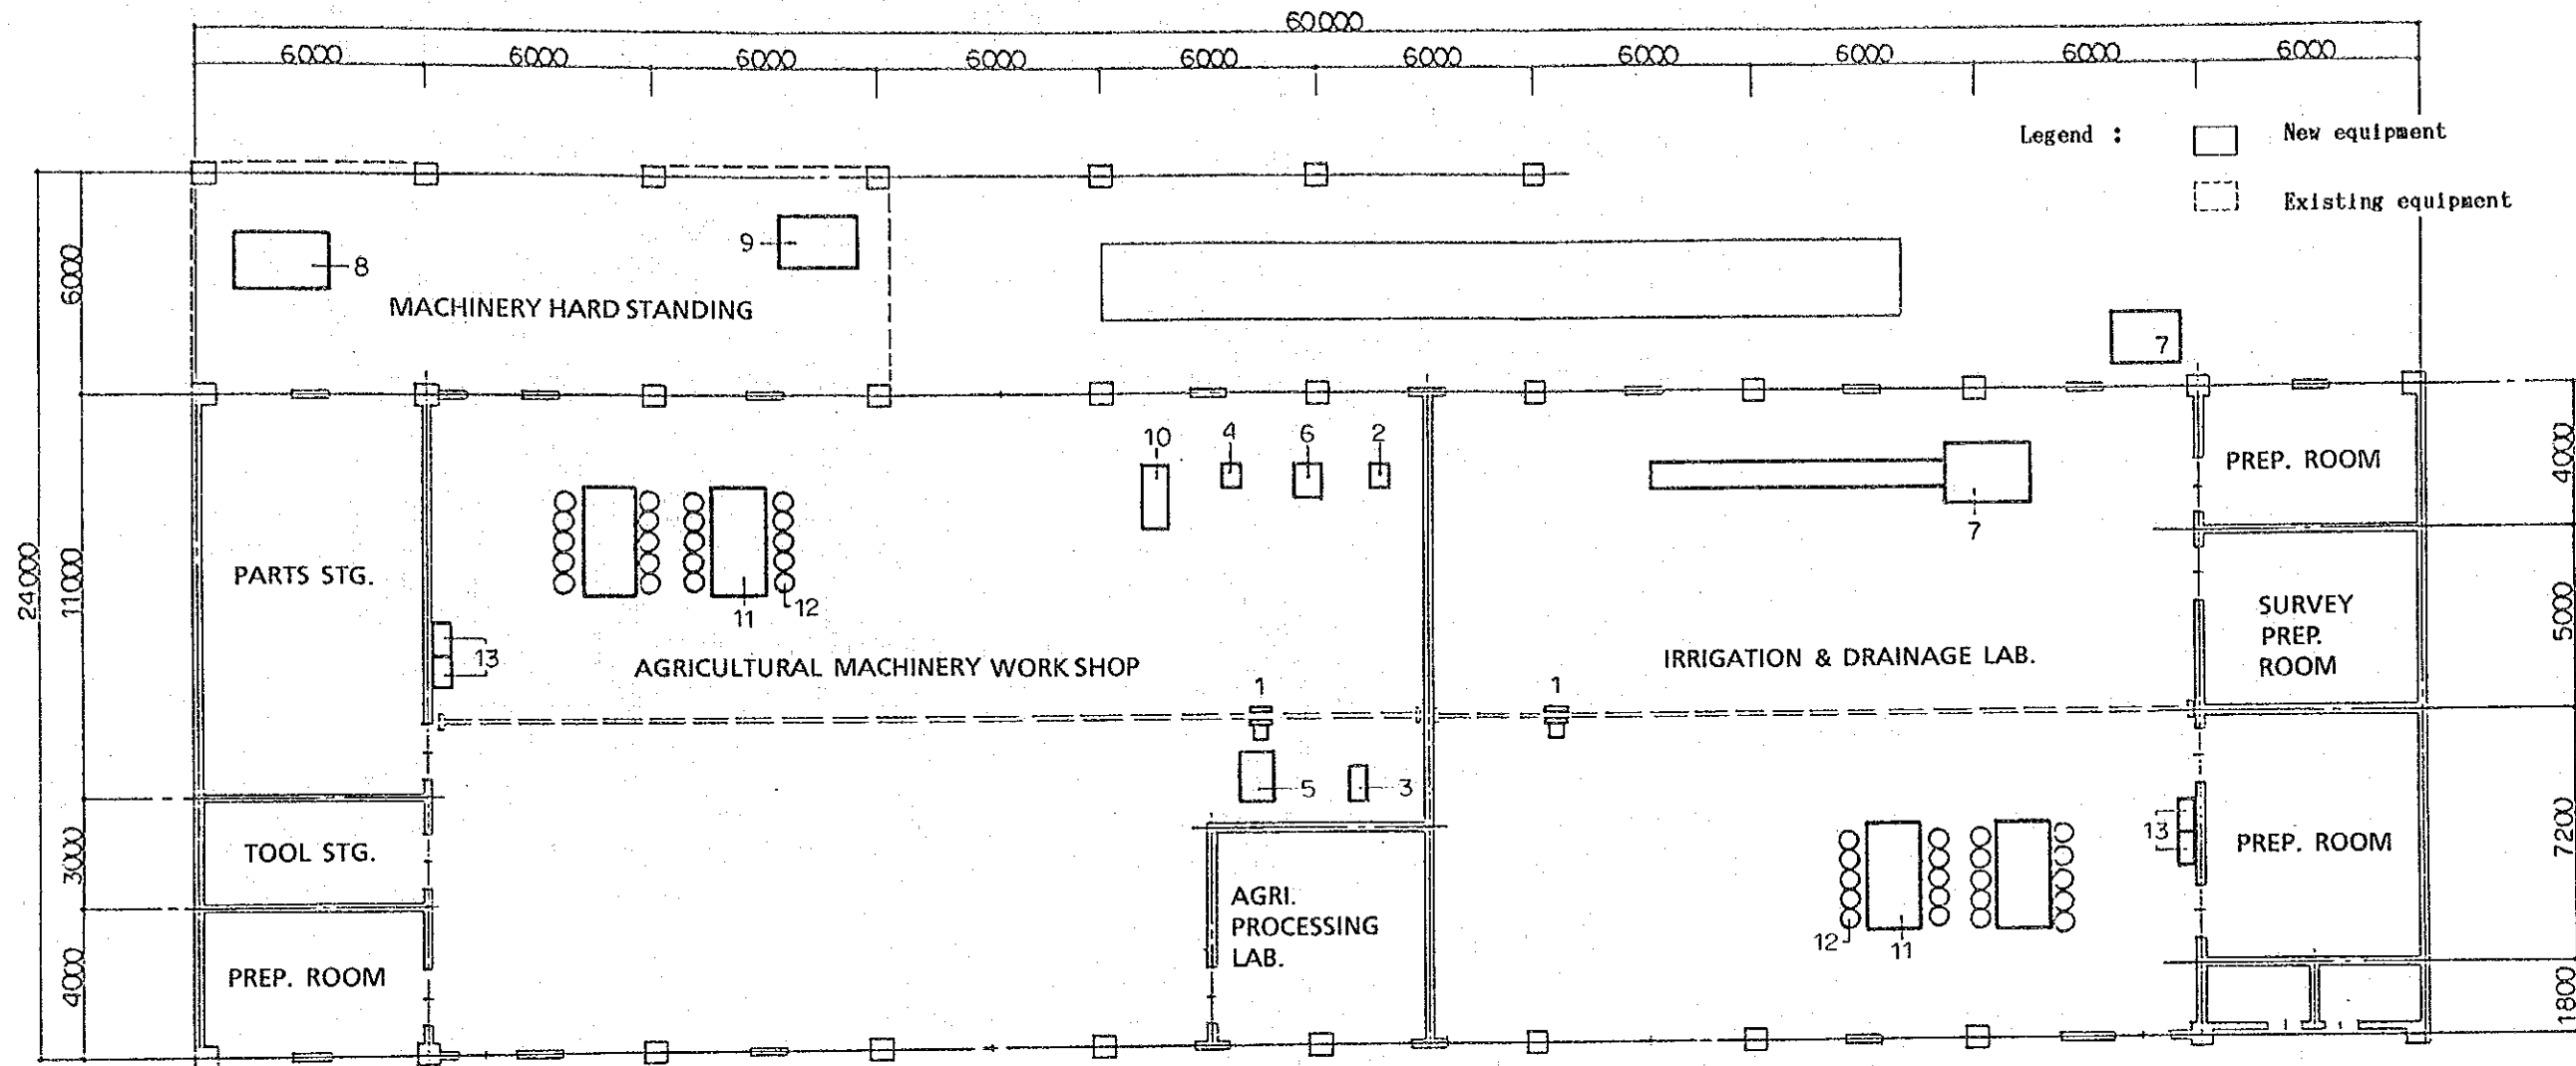 60000
6000 6000 6000 6000 6000 6000 6000 6000 6000 6000
Legend : New equipment
Existing equipment
24000
6000
11000
3000
4000
4000
5000
7200
1800
8
9
MACHINERY HARD STANDING
7
10 4 6 2
7
PREP. ROOM
PARTS STG.
11
12
13
AGRICULTURAL MACHINERY WORK SHOP
IRRIGATION & DRAINAGE LAB.
SURVEY
PREP.
ROOM
1
1
5
3
TOOL STG.
13
PREP. ROOM
AGRI.
PROCESSING
LAB.
12
11
PREP. ROOM